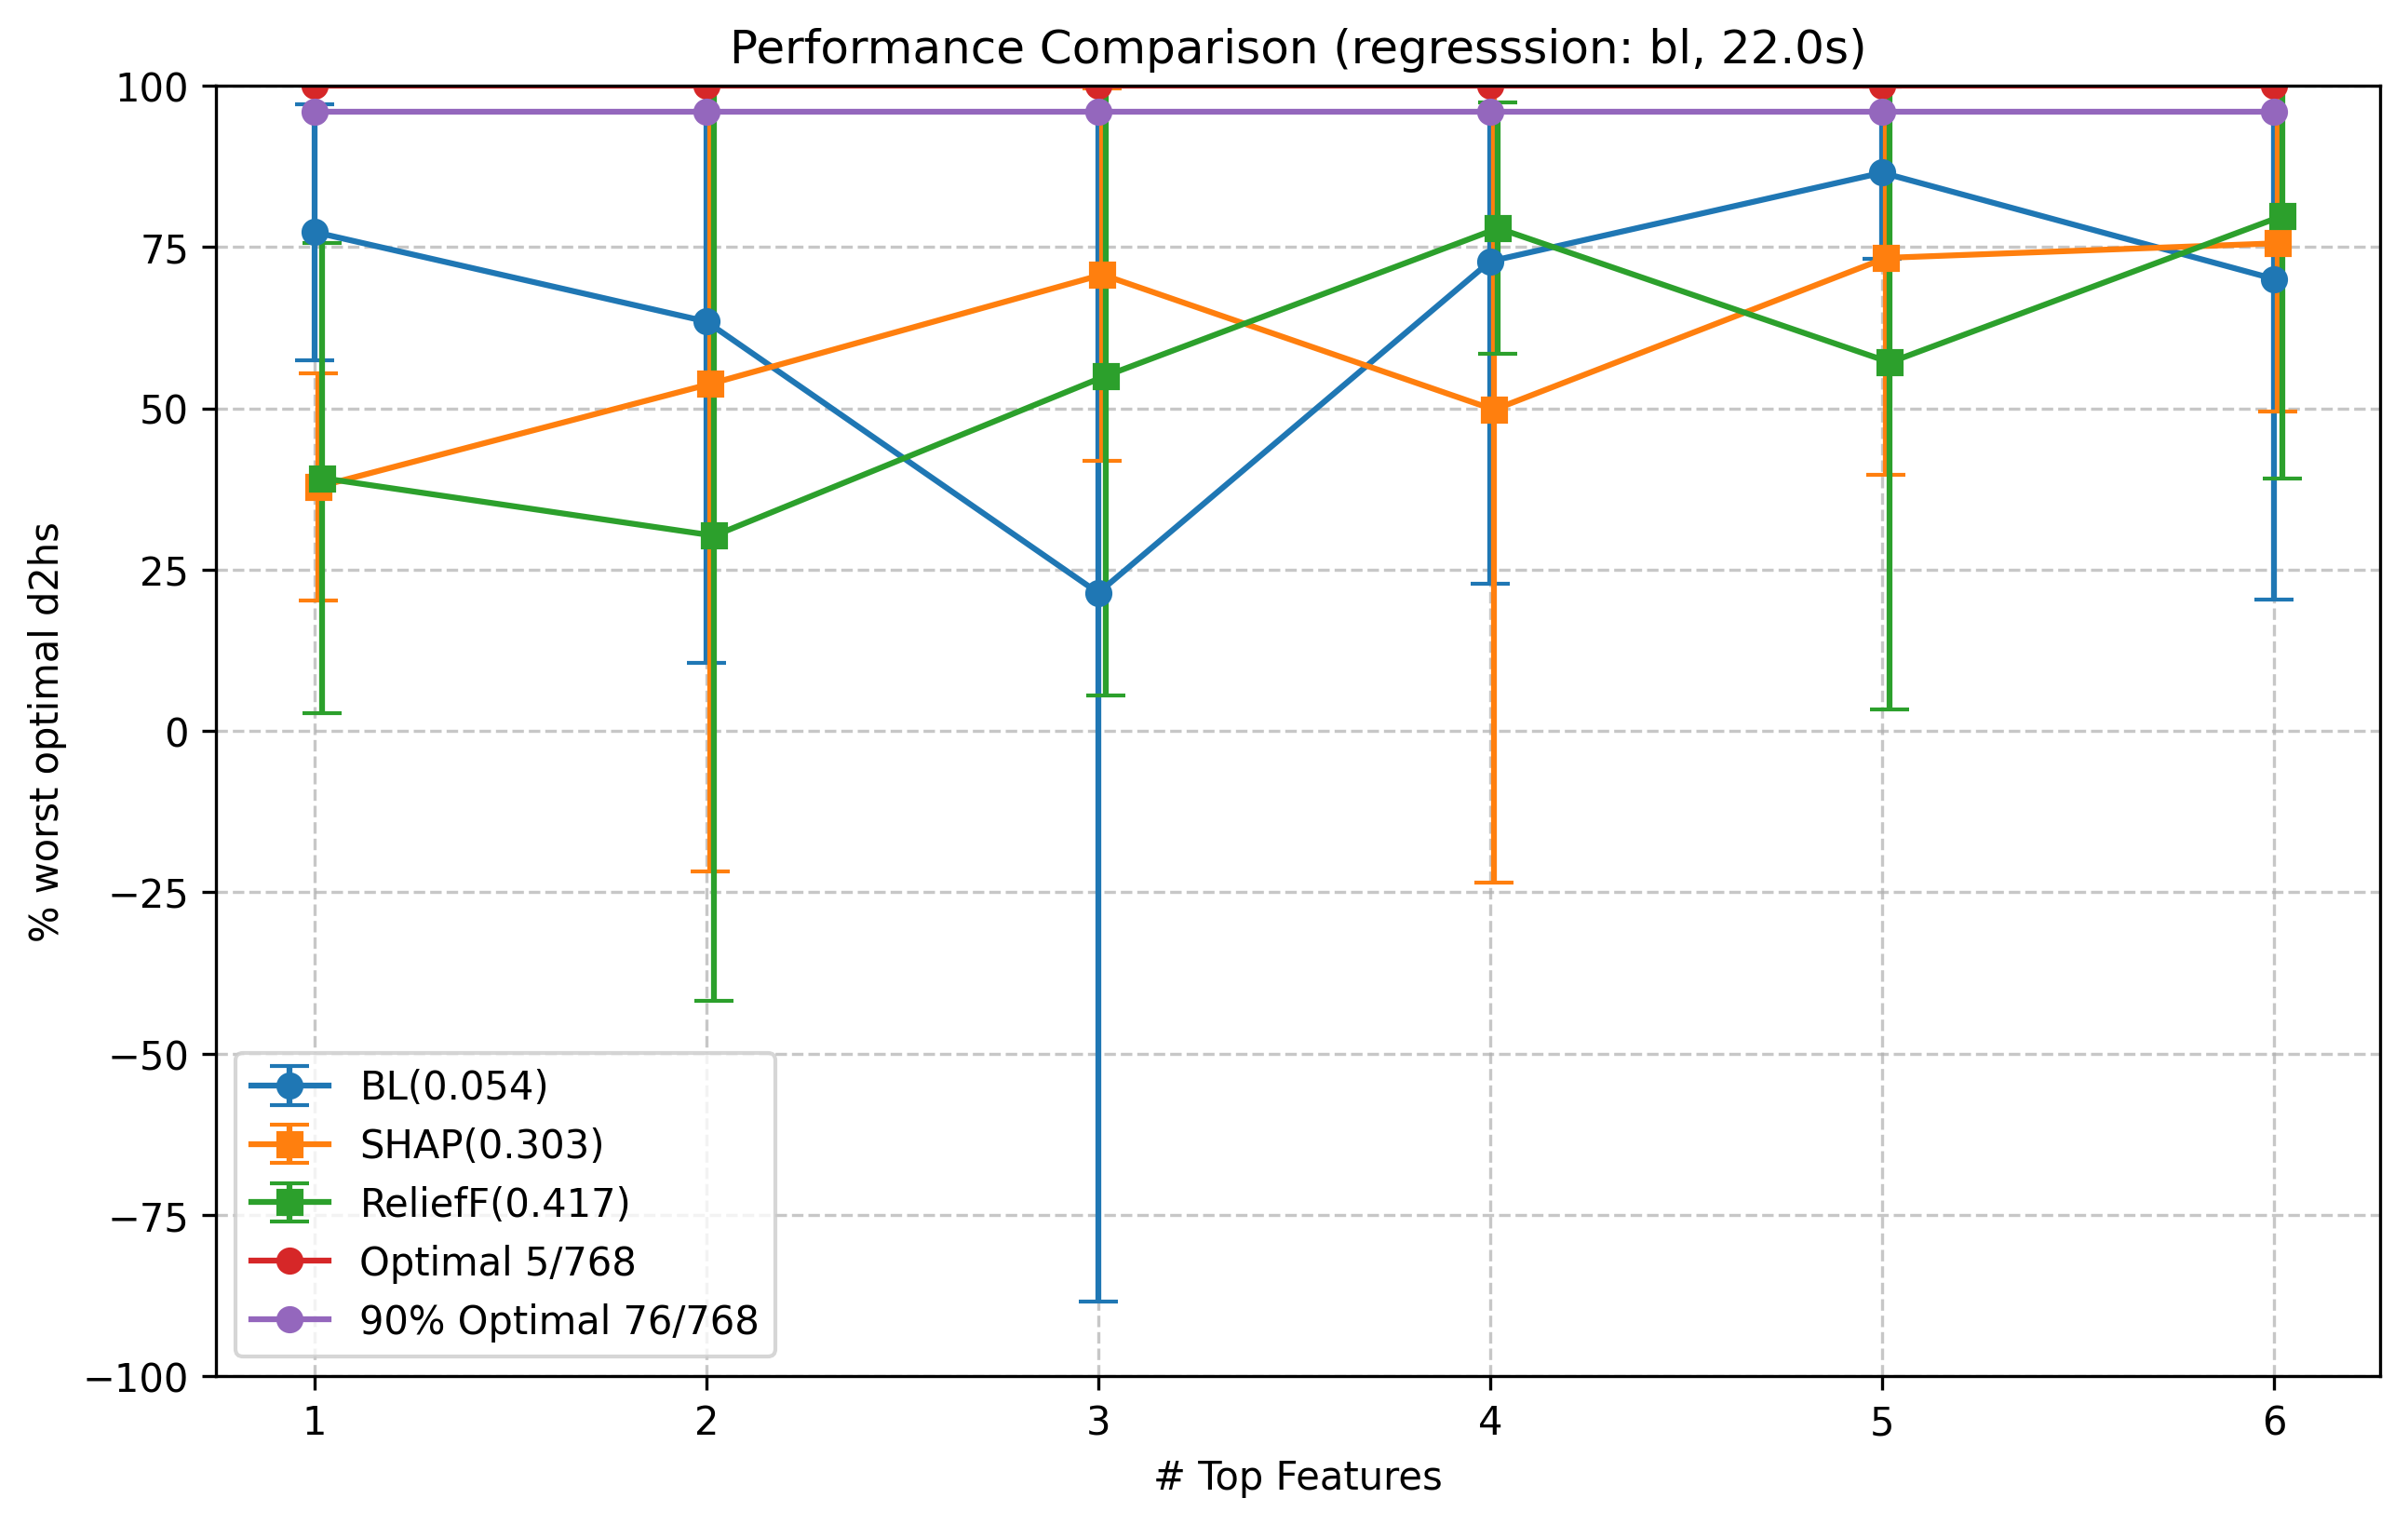 Performance Comparison (regresssion: bl, 22.0s)
% worst optimal d2hs
100
75
50
25
0
−25
−50
−75
−100
BL(0.054)
SHAP(0.303)
ReliefF(0.417)
Optimal 5/768
90% Optimal 76/768
1 2 3 4 5 6
# Top Features